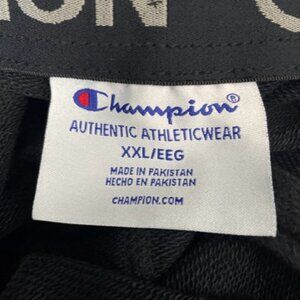 Champion®
AUTHENTIC ATHLETICWEAR
XXL/EEG
MADE IN PAKISTAN
HECHO EN PAKISTAN
CHAMPION.COM